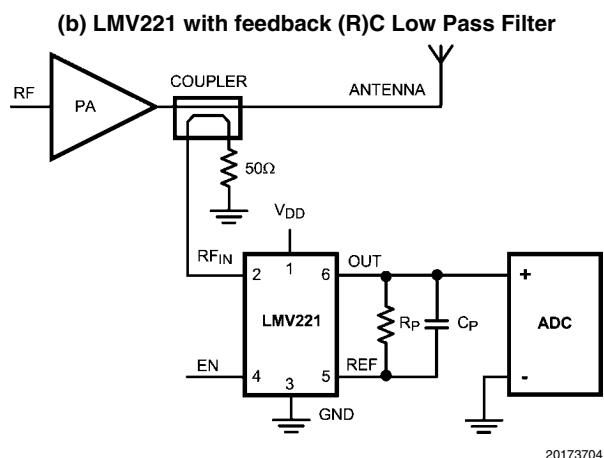 (b) LMV221 with feedback (R)C Low Pass Filter
COUPLER
RF
PA
ANTENNA
50Ω
VDD
RFIN
OUT
2
1
6
+
LMV221
RP
CP
ADC
EN
REF
4
3
5
-
GND
20173704